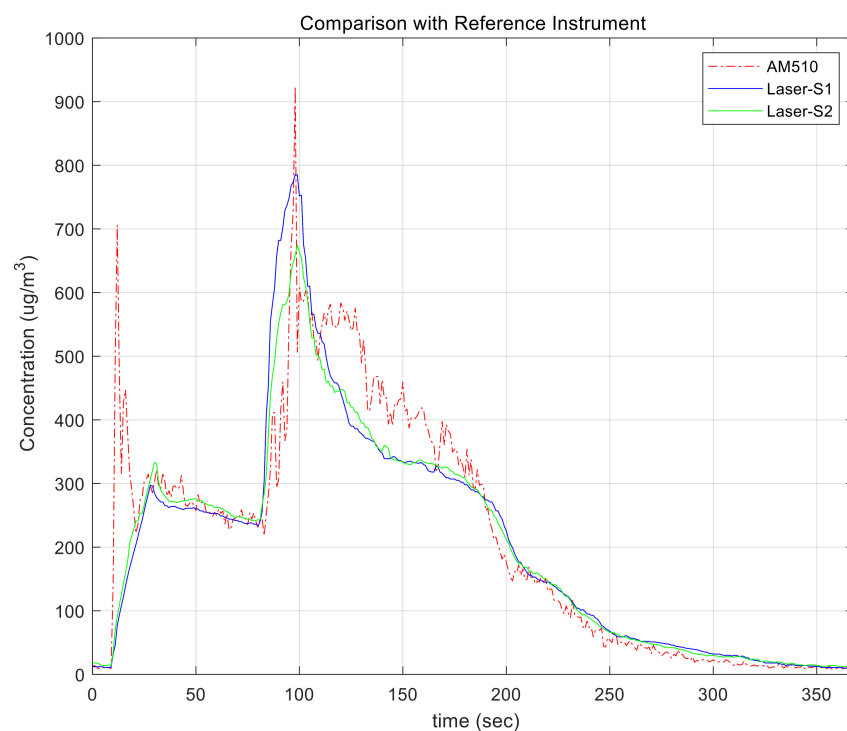 Comparison with Reference Instrument
AM510
Laser-S1
Laser-S2
Concentration (ug/m³)
1000
900
800
700
600
500
400
300
200
100
0
0 50 100 150 200 250 300 350
time (sec)